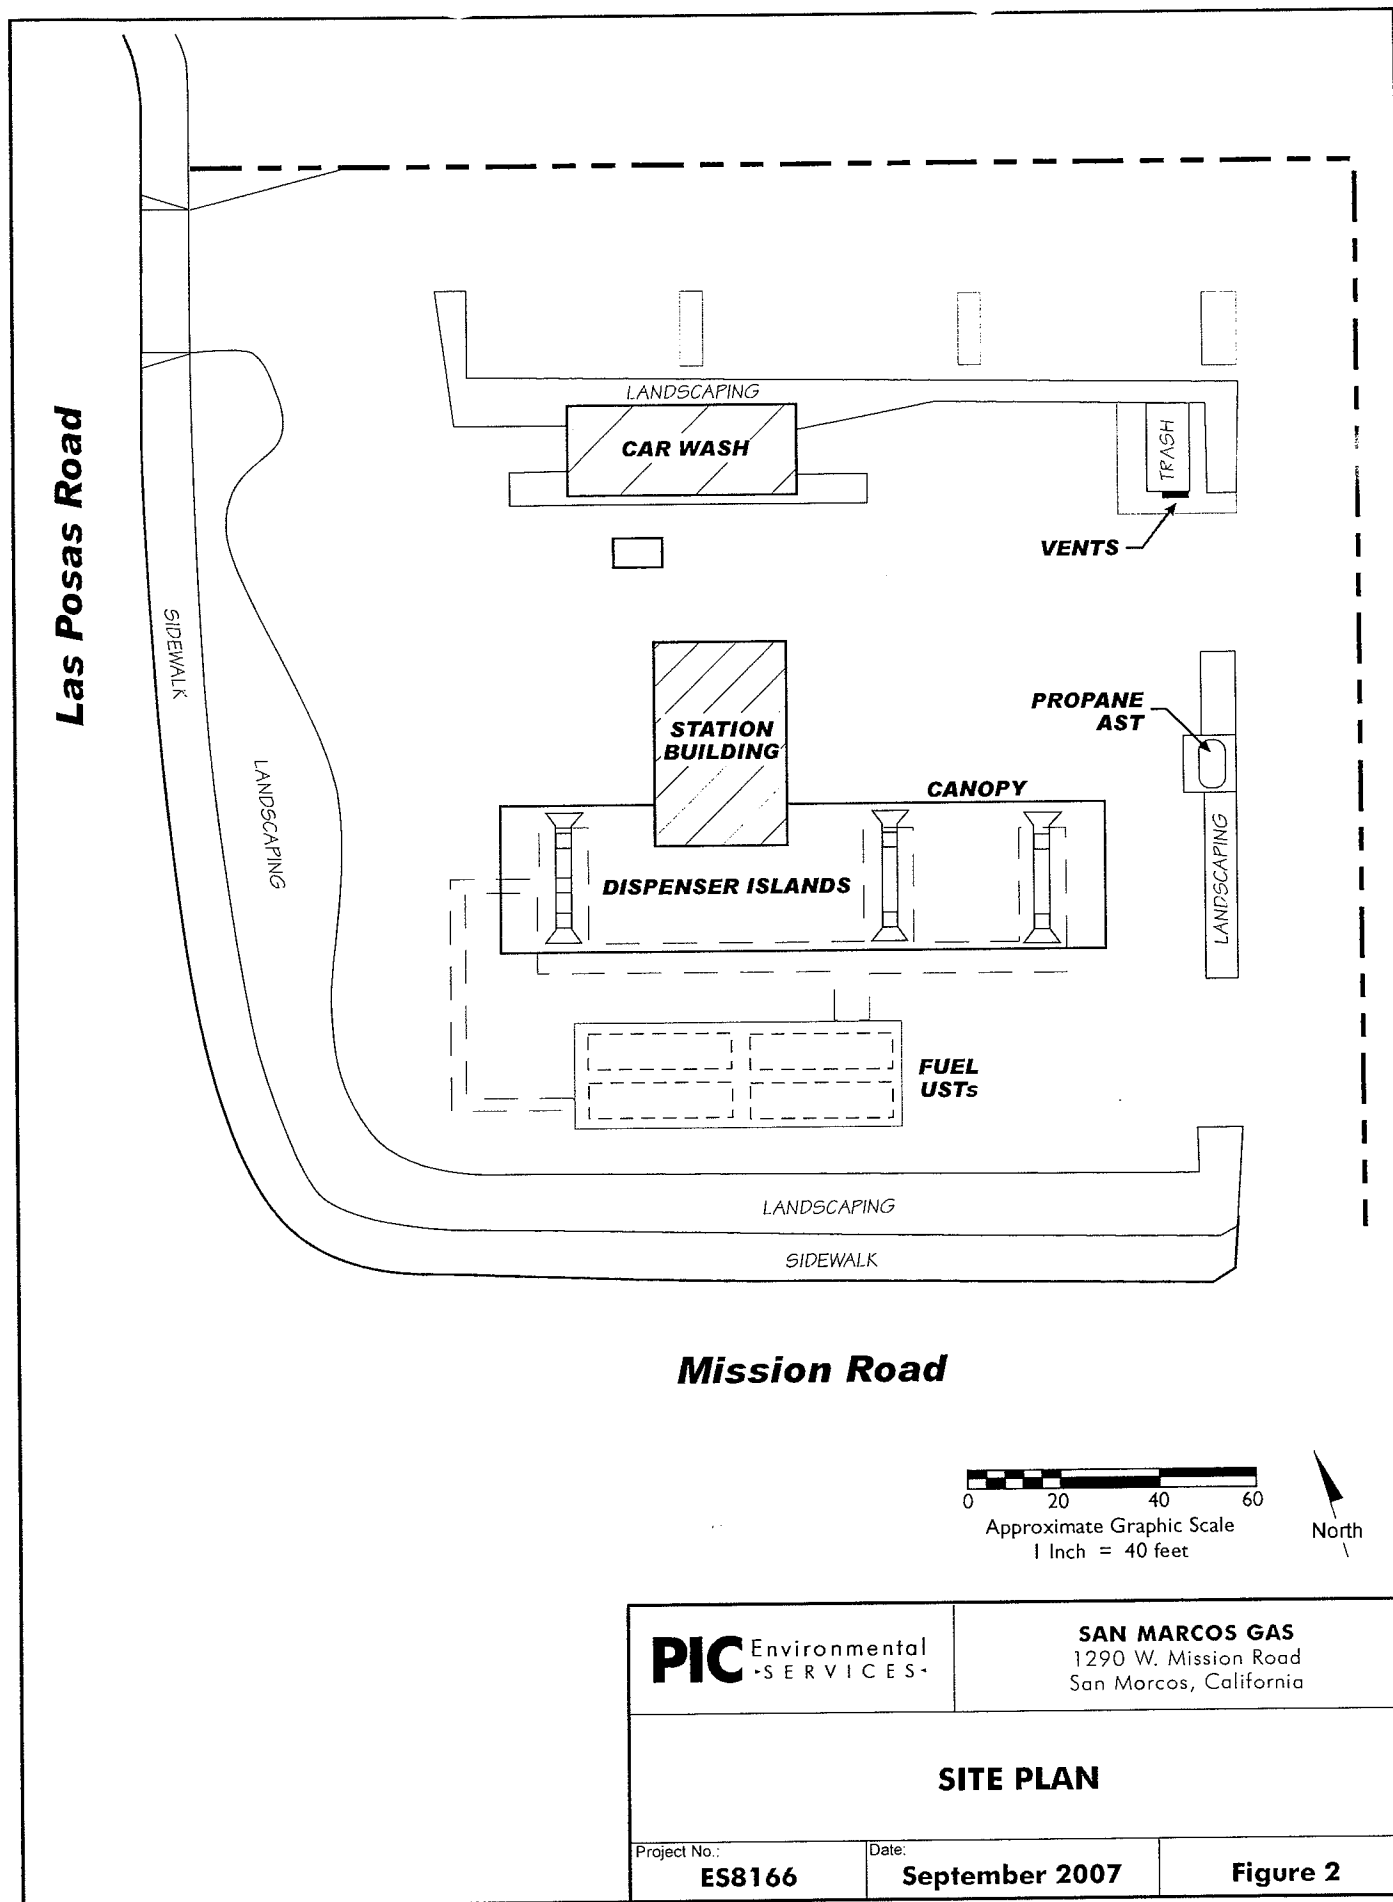 LANDSCAPING
CAR WASH
TRASH
VENTS
Las Posas Road
SIDEWALK
STATION
BUILDING
PROPANE
AST
LANDSCAPING
CANOPY
DISPENSER ISLANDS
LANDSCAPING
FUEL
USTs
LANDSCAPING
SIDEWALK
Mission Road
0 20 40 60
Approximate Graphic Scale
1 Inch = 40 feet
North
PIC Environmental
SERVICES
SAN MARCOS GAS
1290 W. Mission Road
San Morcos, California
SITE PLAN
Project No.:
ES8166
Date:
September 2007
Figure 2